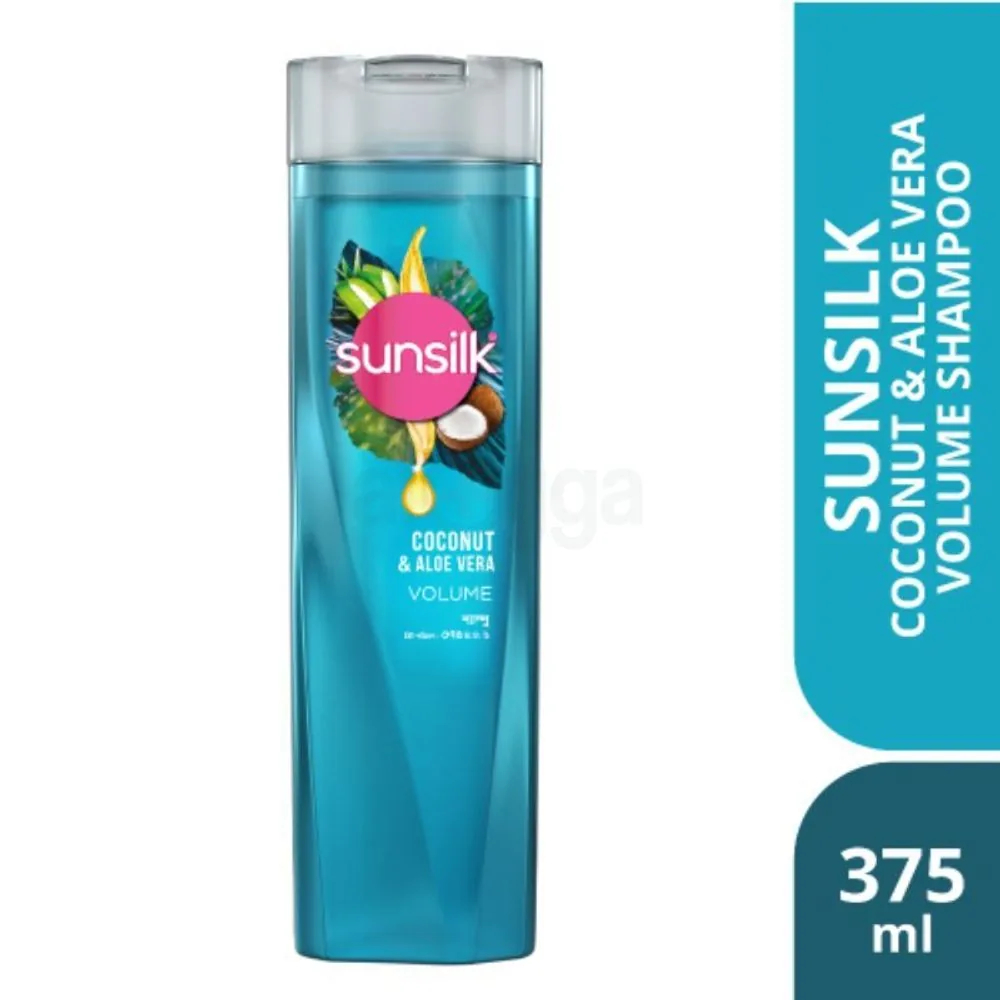 sunsilk
COCONUT
& ALOE VERA
VOLUME
শ্যাম্পু
SUNSILK
COCONUT & ALOE VERA
VOLUME SHAMPOO
375
ml